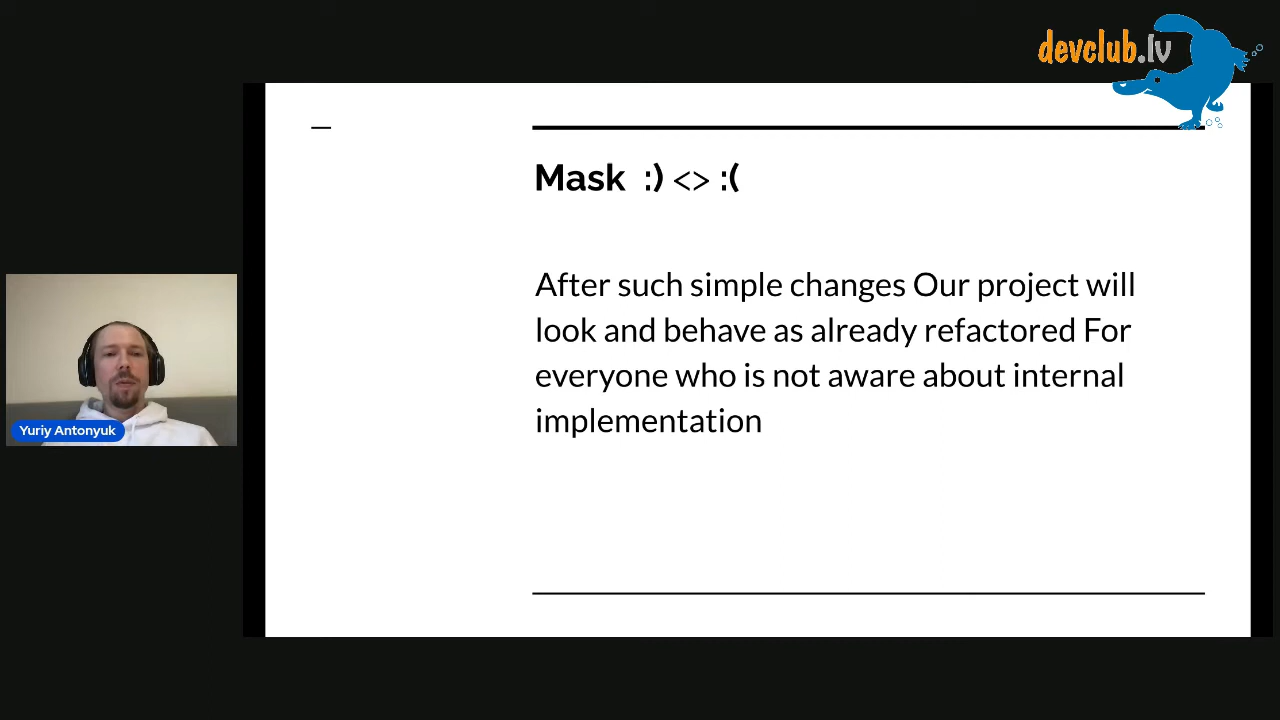 devclub.lv
Mask :) <> :(
After such simple changes Our project will
look and behave as already refactored For
everyone who is not aware about internal
implementation
Yuriy Antonyuk